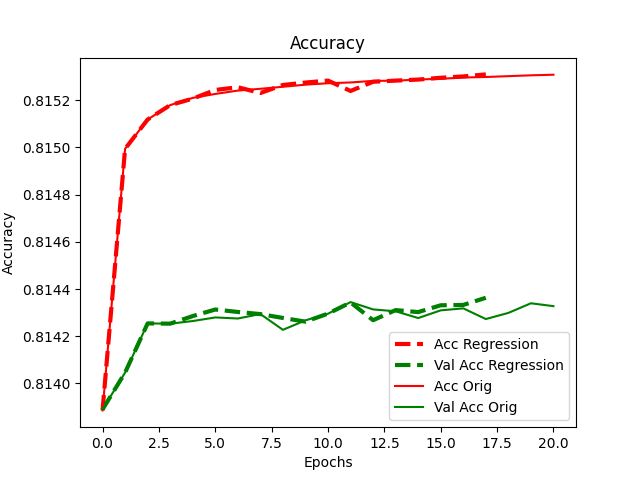 Accuracy
0.8152
0.8150
0.8148
0.8146
0.8144
0.8142
0.8140
Accuracy
0.0
2.5
5.0
7.5
10.0
12.5
15.0
17.5
20.0
Epochs
Acc Regression
Val Acc Regression
Acc Orig
Val Acc Orig